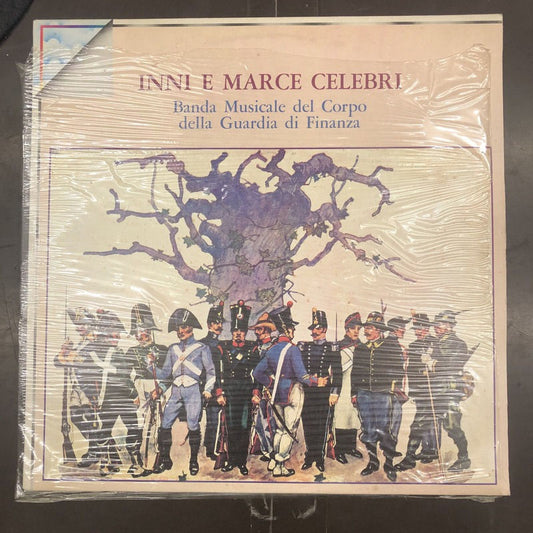 INNI E MARCE CELEBRI
Banda Musicale del Corpo
della Guardia di Finanza